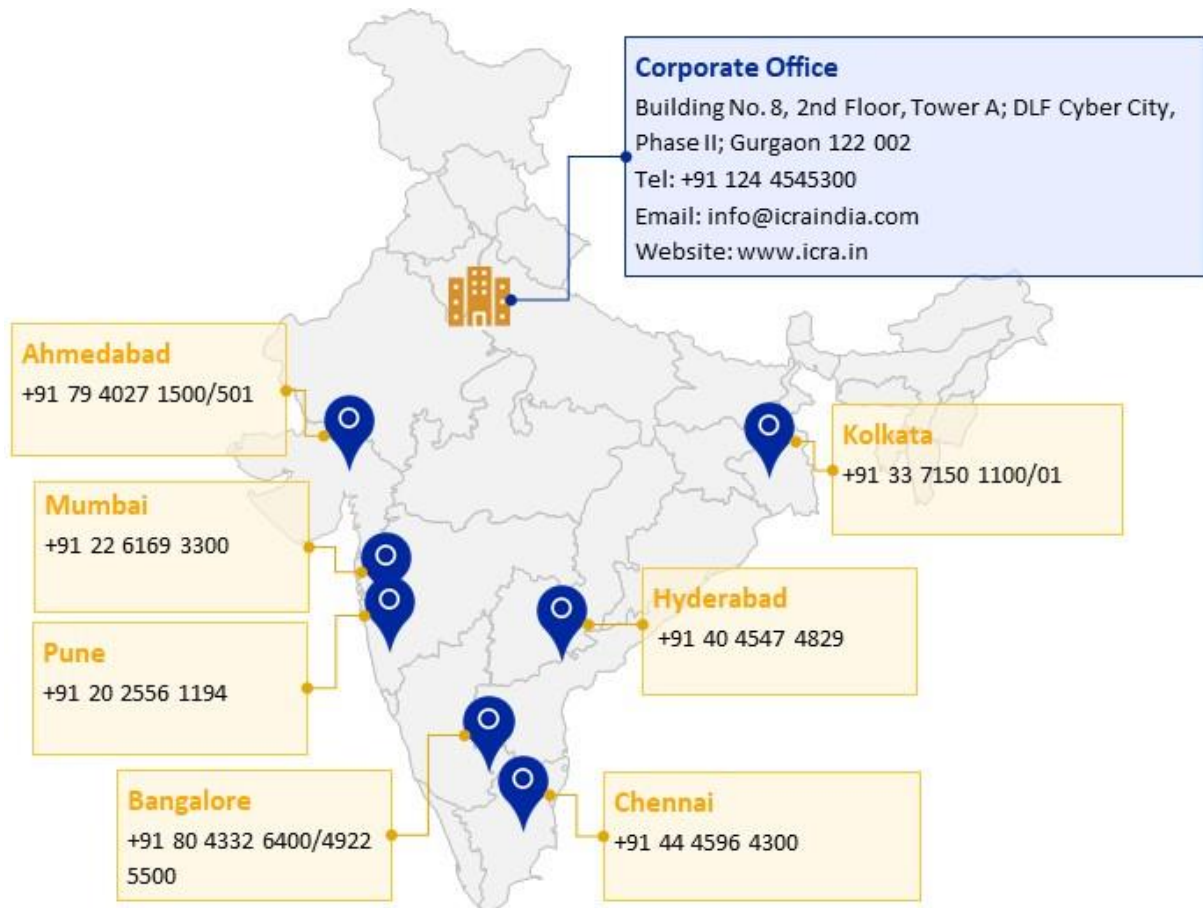 Corporate Office
Building No. 8, 2nd Floor, Tower A; DLF Cyber City,
Phase II; Gurgaon 122 002
Tel: +91 124 4545300
Email: info@icraindia.com
Website: www.icra.in
Ahmedabad
+91 79 4027 1500/501
Kolkata
+91 33 7150 1100/01
Mumbai
+91 22 6169 3300
Hyderabad
+91 40 4547 4829
Pune
+91 20 2556 1194
Bangalore
+91 80 4332 6400/4922
5500
Chennai
+91 44 4596 4300